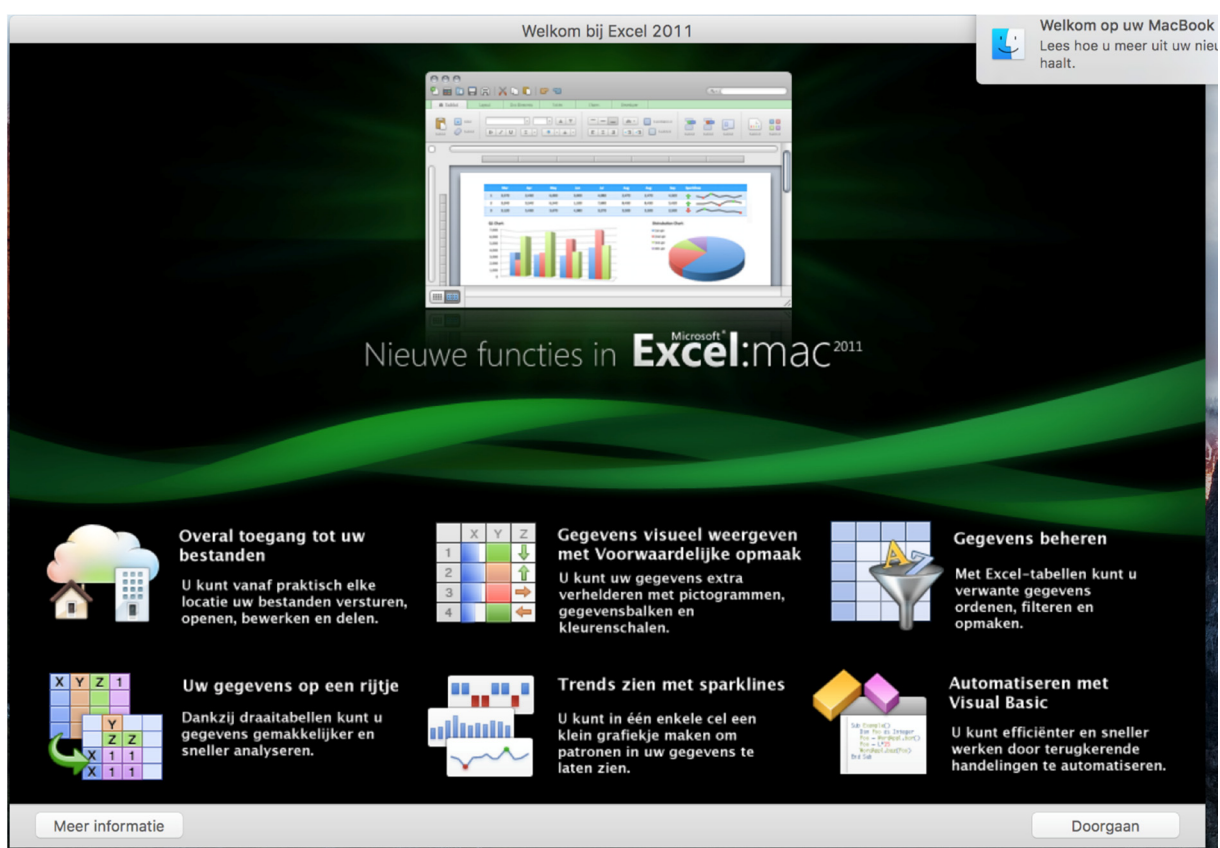 Welkom bij Excel 2011
Welkom op uw MacBook
Lees hoe u meer uit uw nieu
haalt.
Nieuwe functies in Microsoft® Excel:mac 2011
Overal toegang tot uw
bestanden
U kunt vanaf praktisch elke
locatie uw bestanden versturen,
openen, bewerken en delen.
X Y Z
1
2
3
4
Gegevens visueel weergeven
met Voorwaardelijke opmaak
U kunt uw gegevens extra
verhelderen met pictogrammen,
gegevensbalken en
kleurenschalen.
A Z
Gegevens beheren
Met Excel-tabellen kunt u
verwante gegevens
ordenen, filteren en
opmaken.
X Y Z 1
Y
Z Z
X 1 1
X 1 1
Uw gegevens op een rijtje
Dankzij draaitabellen kunt u
gegevens gemakkelijker en
sneller analyseren.
Trends zien met sparklines
U kunt in één enkele cel een
klein grafiekje maken om
patronen in uw gegevens te
laten zien.
Automatiseren met
Visual Basic
U kunt efficiënter en sneller
werken door terugkerende
handelingen te automatiseren.
Meer informatie
Doorgaan